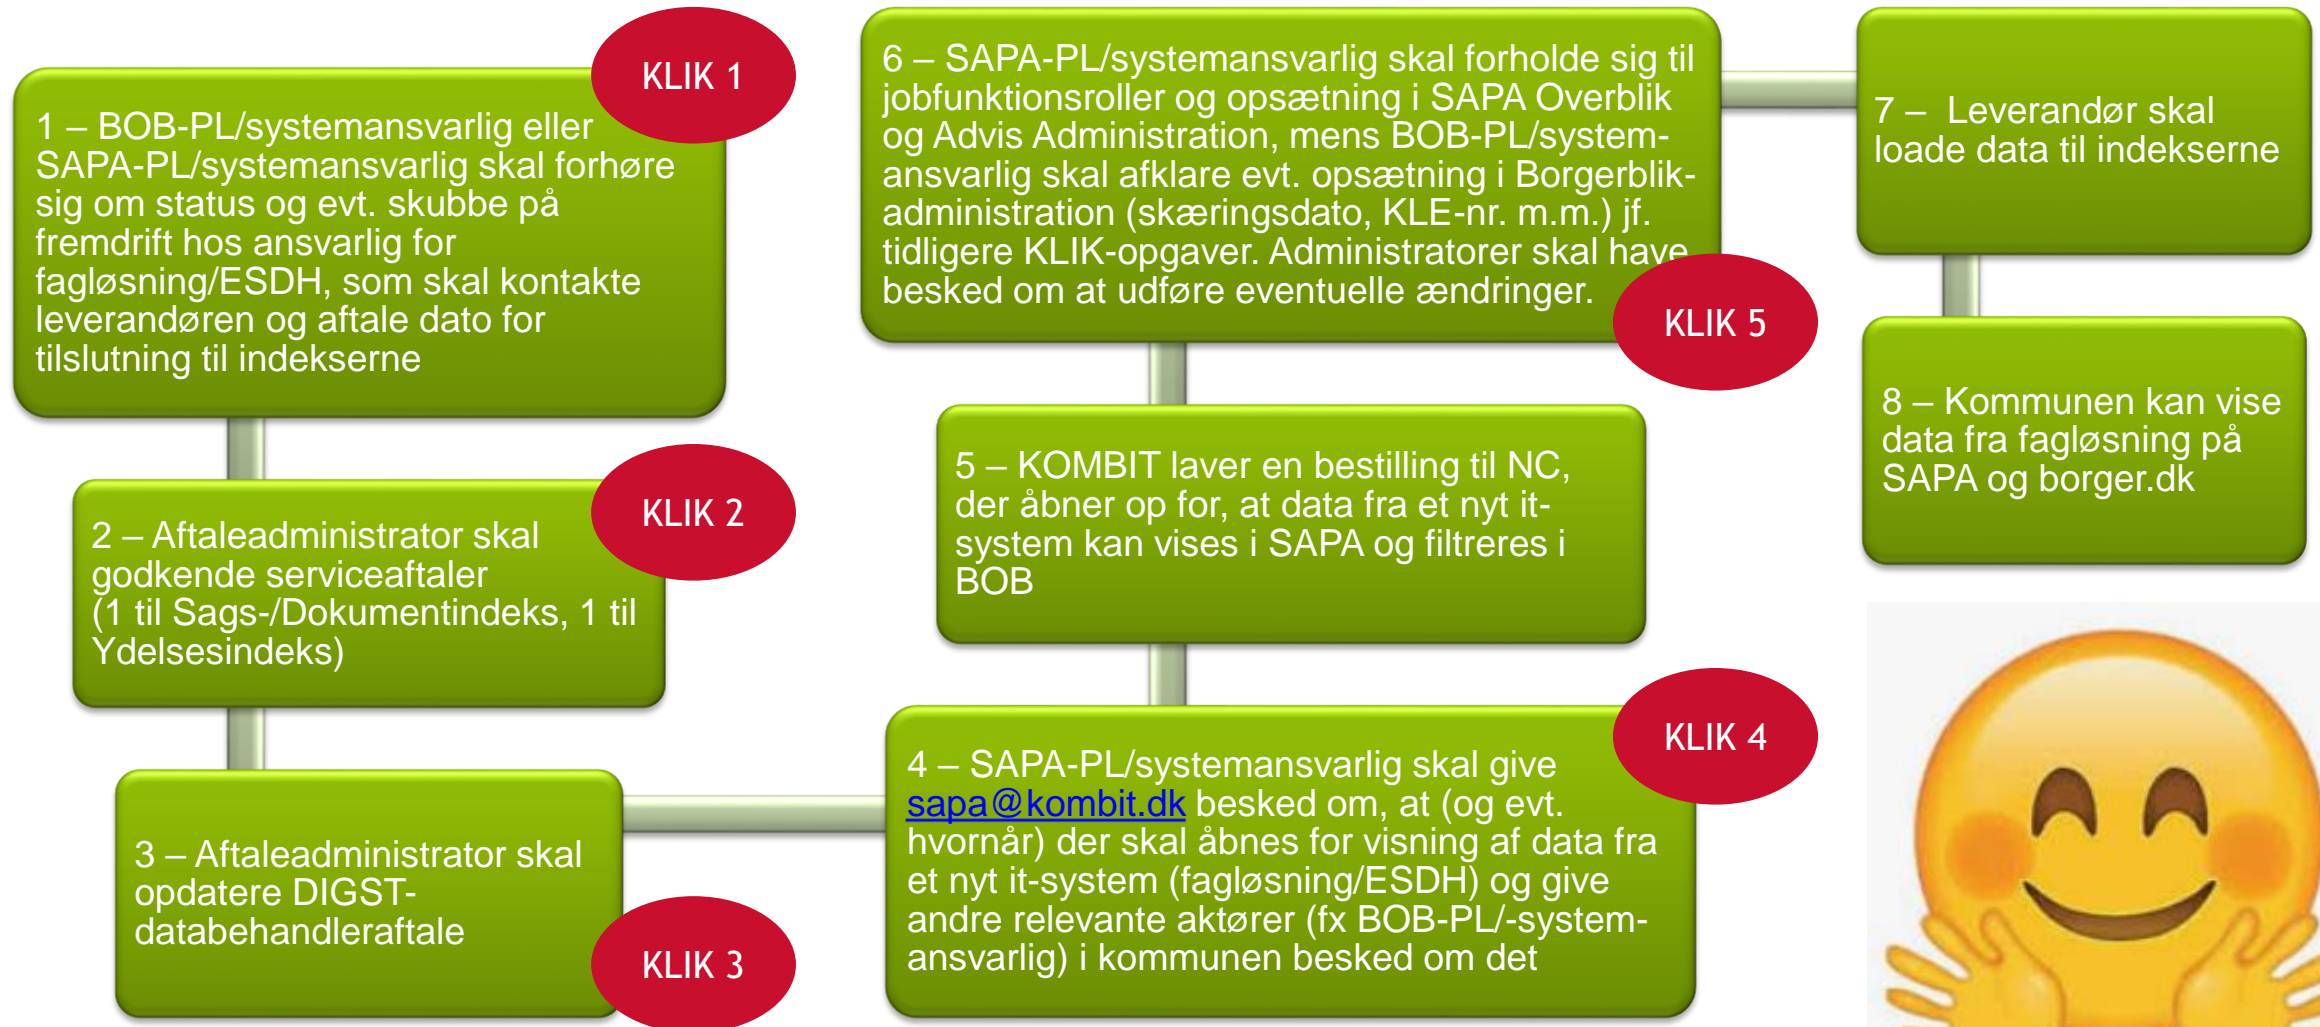 KLIK 1
1 – BOB-PL/systemansvarlig eller
SAPA-PL/systemansvarlig skal forhøre
sig om status og evt. skubbe på
fremdrift hos ansvarlig for
fagløsning/ESDH, som skal kontakte
leverandøren og aftale dato for
tilslutning til indekserne
KLIK 2
2 – Aftaleadministrator skal
godkende serviceaftaler
(1 til Sags-/Dokumentindeks, 1 til
Ydelsesindeks)
3 – Aftaleadministrator skal
opdatere DIGST-
databehandleraftale
KLIK 3
KLIK 4
4 – SAPA-PL/systemansvarlig skal give
sapa@kombit.dk besked om, at (og evt.
hvornår) der skal åbnes for visning af data fra
et nyt it-system (fagløsning/ESDH) og give
andre relevante aktører (fx BOB-PL/-system-
ansvarlig) i kommunen besked om det
5 – KOMBIT laver en bestilling til NC,
der åbner op for, at data fra et nyt it-
system kan vises i SAPA og filtreres i
BOB
6 – SAPA-PL/systemansvarlig skal forholde sig til
jobfunktionsroller og opsætning i SAPA Overblik
og Advis Administration, mens BOB-PL/system-
ansvarlig skal afklare evt. opsætning i Borgerblik-
administration (skæringsdato, KLE-nr. m.m.) jf.
tidligere KLIK-opgaver. Administratorer skal have
besked om at udføre eventuelle ændringer.
KLIK 5
7 – Leverandør skal
loade data til indekserne
8 – Kommunen kan vise
data fra fagløsning på
SAPA og borger.dk